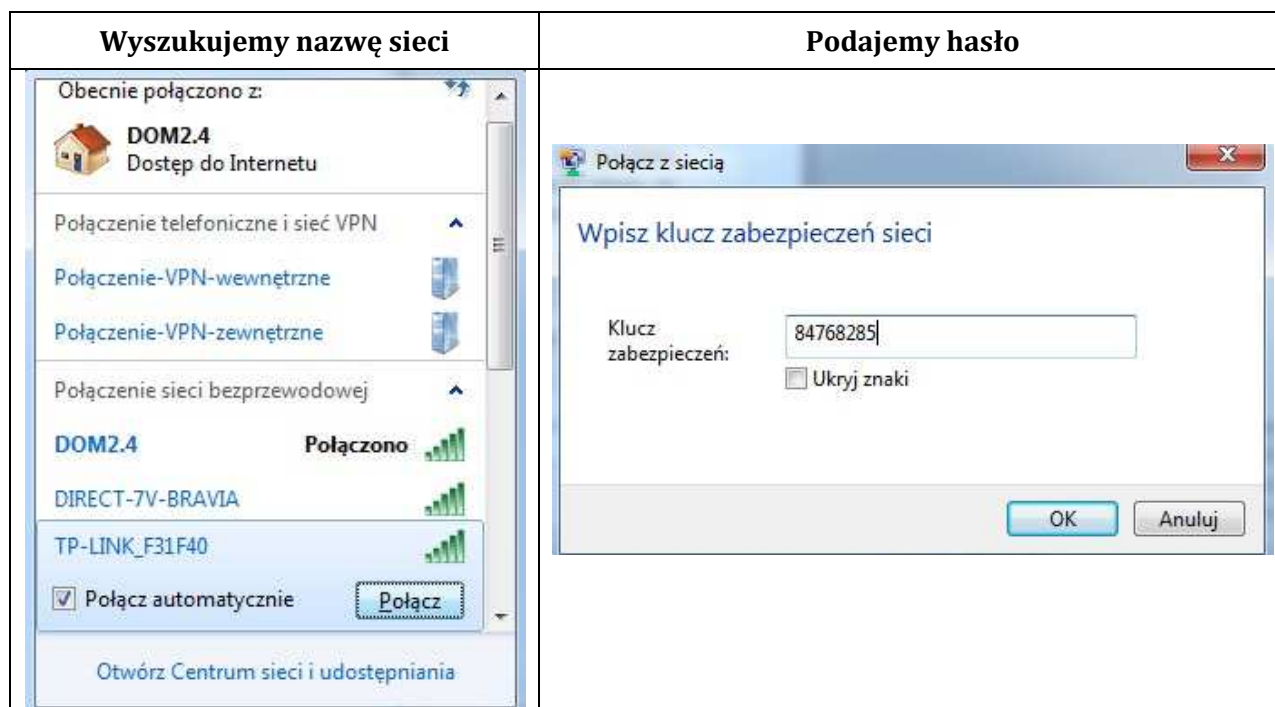 Wyszukujemy nazwę sieci
Podajemy hasło
Obecnie połączono z:
DOM2.4
Dostęp do Internetu
Połączenie telefoniczne i sieć VPN
Połączenie-VPN-wewnętrzne
Połączenie-VPN-zewnętrzne
Połączenie sieci bezprzewodowej
DOM2.4 Połączono
DIRECT-7V-BRAVIA
TP-LINK_F31F40
Połącz automatycznie Połącz
Otwórz Centrum sieci i udostępniania
Połącz z siecią
Wpisz klucz zabezpieczeń sieci
Klucz
zabezpieczeń:
84768285
Ukryj znaki
OK Anuluj